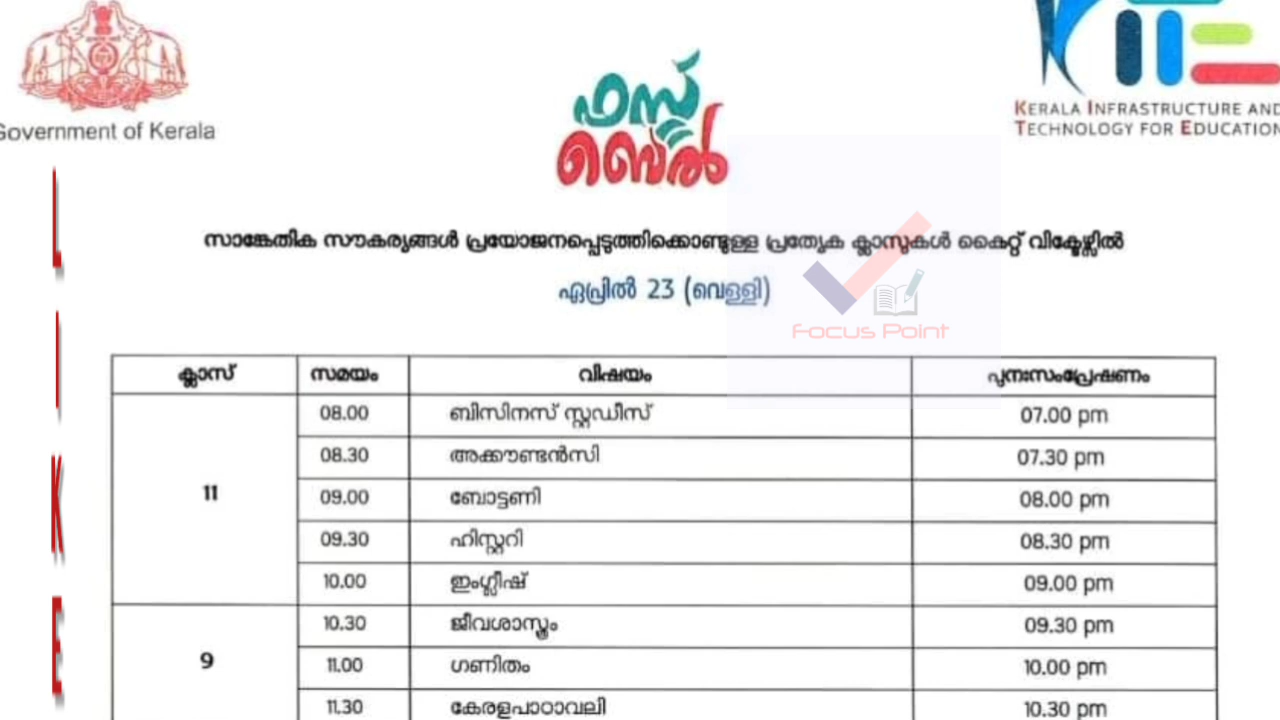 Government of Kerala
ഫസ്റ്റ്
ബെൽ
KERALA INFRASTRUCTURE AND
TECHNOLOGY FOR EDUCATION
സാങ്കേതിക സൗകര്യങ്ങൾ പ്രയോജനപ്പെടുത്തിക്കൊണ്ടുള്ള പ്രത്യേക ക്ലാസുകൾ കൈറ്റ് വിക്ടേഴ്സിൽ
ഏപ്രിൽ 23 (വെള്ളി)
Focus Point
LIKE
ക്ലാസ് സമയം വിഷയം പുനഃസംപ്രേഷണം
11 08.00 ബിസിനസ് സ്റ്റഡീസ് 07.00 pm
08.30 അക്കൗണ്ടൻസി 07.30 pm
09.00 ബോട്ടണി 08.00 pm
09.30 ഹിസ്റ്ററി 08.30 pm
10.00 ഇംഗ്ലീഷ് 09.00 pm
9 10.30 ജീവശാസ്ത്രം 09.30 pm
11.00 ഗണിതം 10.00 pm
11.30 കേരളപാഠാവലി 10.30 pm